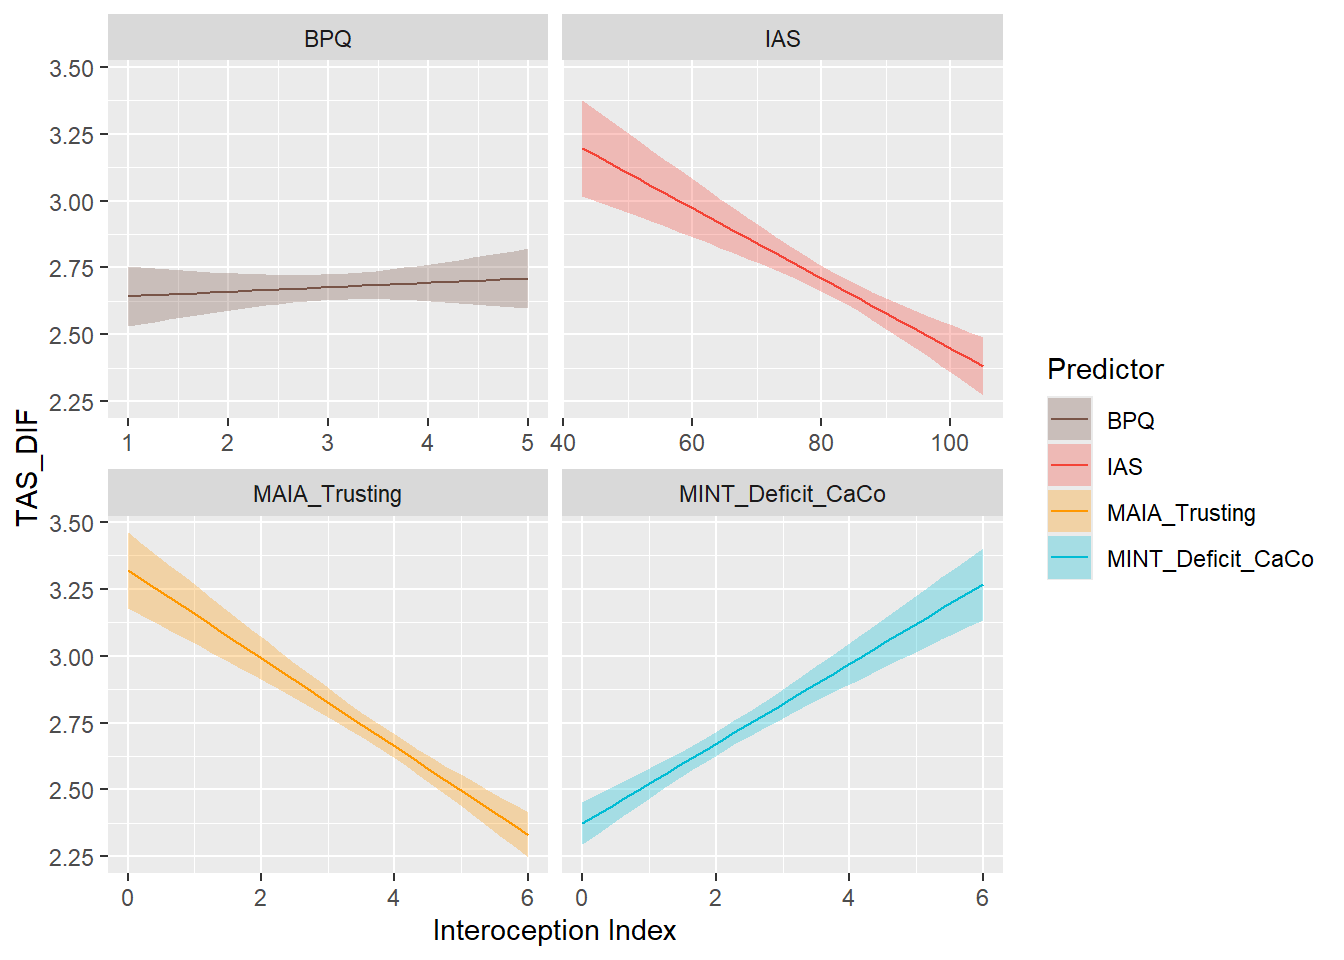 BPQ
IAS
3.50
3.25
3.00
2.75
2.50
2.25
1 2 3 4 5
40 60 80 100
MAIA_Trusting
MINT_Deficit_CaCo
3.50
3.25
3.00
2.75
2.50
2.25
0 2 4 6
0 2 4 6
TAS_DIF
Interoception Index
Predictor
BPQ
IAS
MAIA_Trusting
MINT_Deficit_CaCo